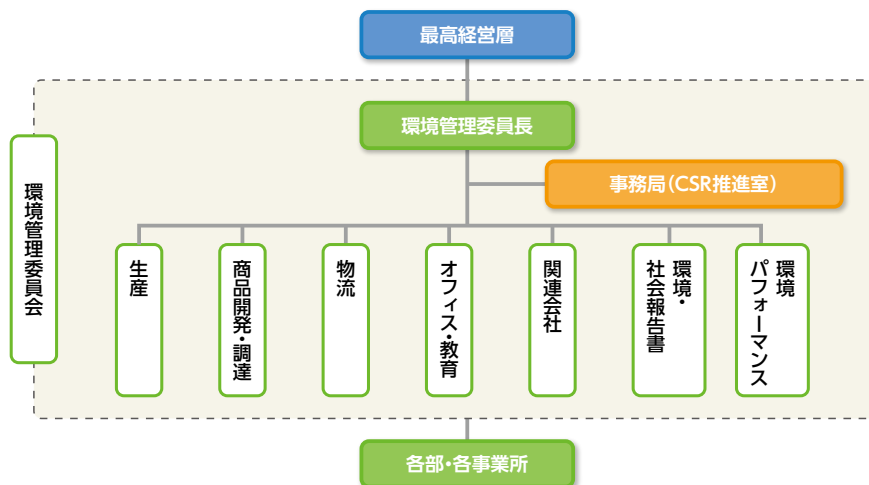 最高経営層
環境管理委員長
事務局(CSR推進室)
環境管理委員会
生産
商品開発・調達
物流
オフィス・教育
関連会社
環境・
社会報告書
環境
パフォーマンス
各部・各事業所